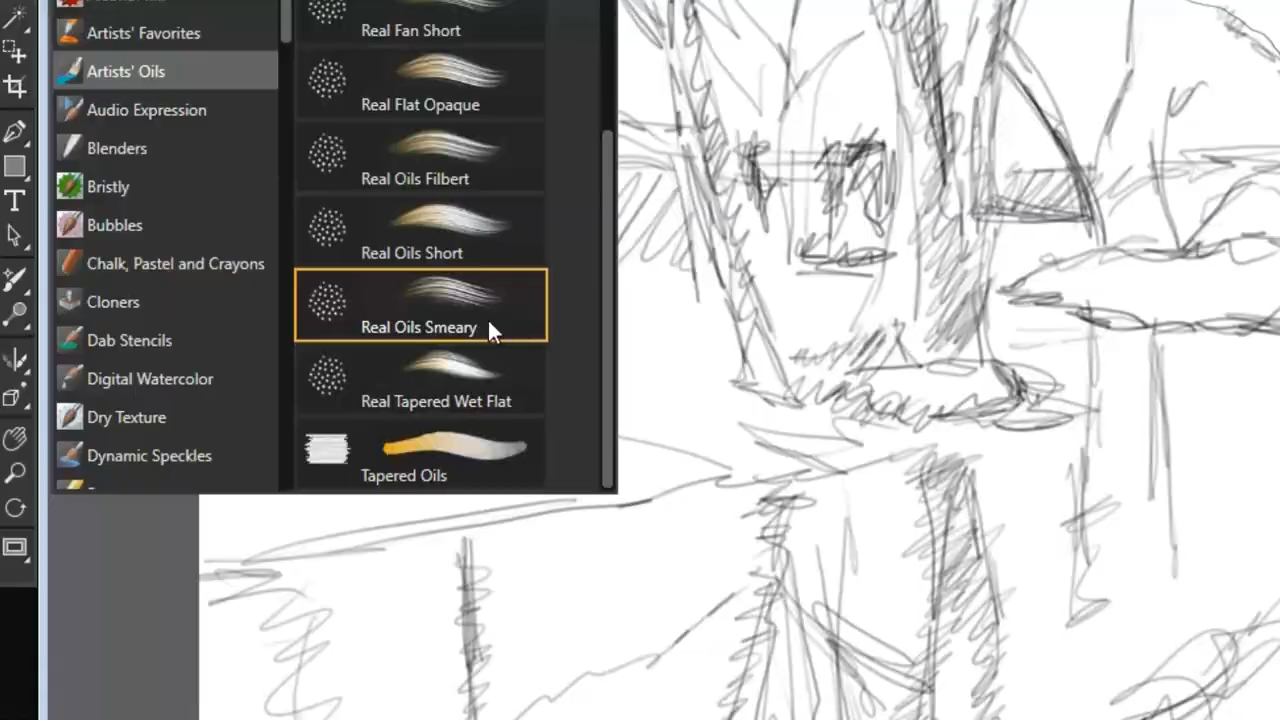 Artists' Favorites
Artists' Oils
Audio Expression
Blenders
Bristly
Bubbles
Chalk, Pastel and Crayons
Cloners
Dab Stencils
Digital Watercolor
Dry Texture
Dynamic Speckles
Real Fan Short
Real Flat Opaque
Real Oils Filbert
Real Oils Short
Real Oils Smeary
Real Tapered Wet Flat
Tapered Oils